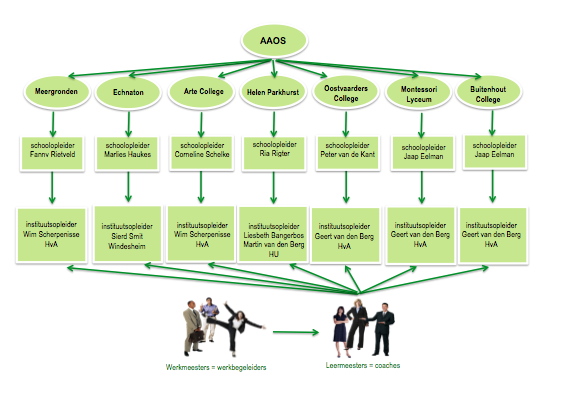 AAOS
Meergronden
Echnaton
Arte College
Helen Parkhurst
Oostvaarders
College
Montessori
Lyceum
Buitenhout
College
schoolopleider
Fanny Rietveld
schoolopleider
Marlies Haukes
schoolopleider
Corneline Schelke
schoolopleider
Ria Rigter
schoolopleider
Peter van de Kant
schoolopleider
Jaap Eelman
schoolopleider
Jaap Eelman
instituutsopleider
Wim Scherpenisse
HvA
instituutsopleider
Sierd Smit
Windesheim
instituutsopleider
Wim Scherpenisse
HvA
instituutsopleider
Liesbeth Bangerbos
Martin van den Berg
HU
instituutsopleider
Geert van den Berg
HvA
instituutsopleider
Geert van den Berg
HvA
instituutsopleider
Geert van den Berg
HvA
Werkmeesters = werkbegeleiders
Leermeesters = coaches